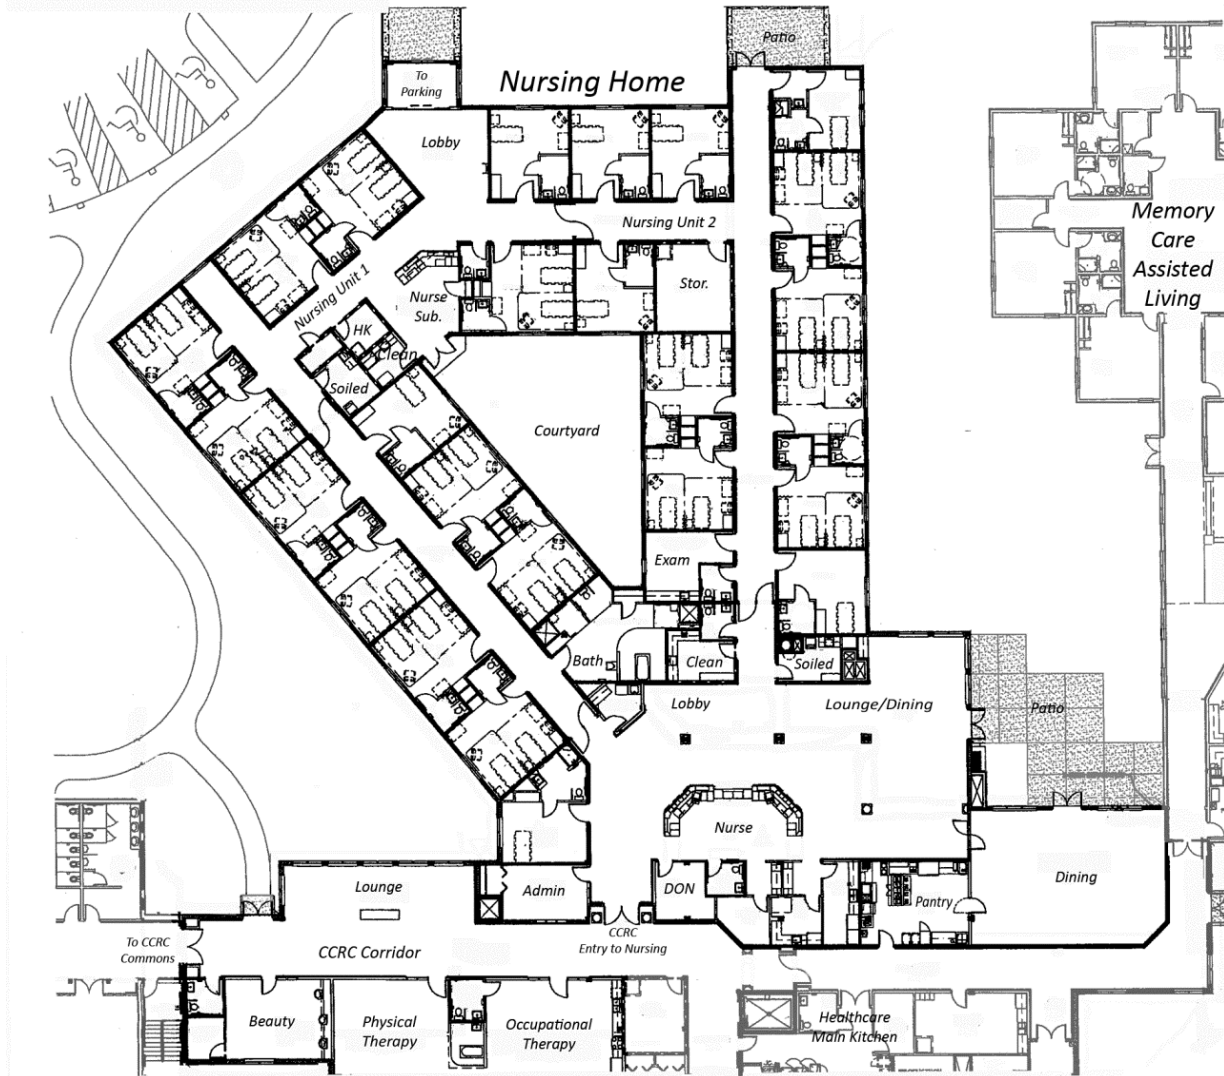 Patio
To
Parking
Nursing Home
Lobby
Nursing Unit 2
Memory
Care
Assisted
Living
Nursing Unit 1
Nurse
Sub.
Stor.
HK
Clean
Soiled
Courtyard
Exam
Bath
Clean
Soiled
Lobby
Lounge/Dining
Patio
Nurse
Lounge
Admin
DON
Pantry
Dining
To CCRC
Commons
CCRC Corridor
CCRC
Entry to Nursing
Beauty
Physical
Therapy
Occupational
Therapy
Healthcare
Main Kitchen